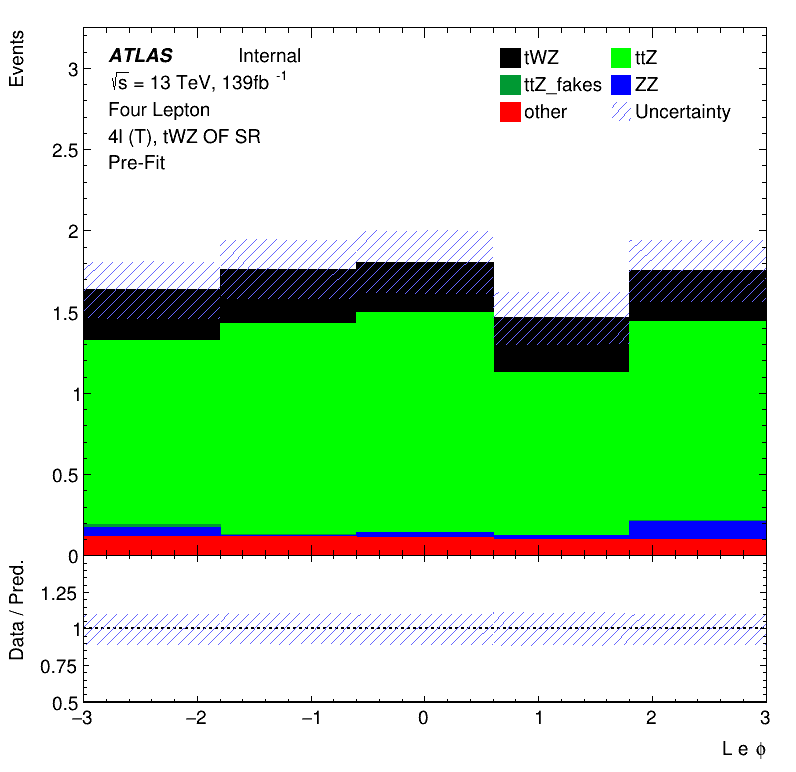 Events
ATLAS Internal
√s = 13 TeV, 139fb -1
Four Lepton
4l (T), tWZ OF SR
Pre-Fit
tWZ ttZ
ttZ_fakes ZZ
other Uncertainty
3
2.5
2
1.5
1
0.5
0
Data / Pred.
1.25
1
0.75
0.5
−3 −2 −1 0 1 2 3
L e ϕ